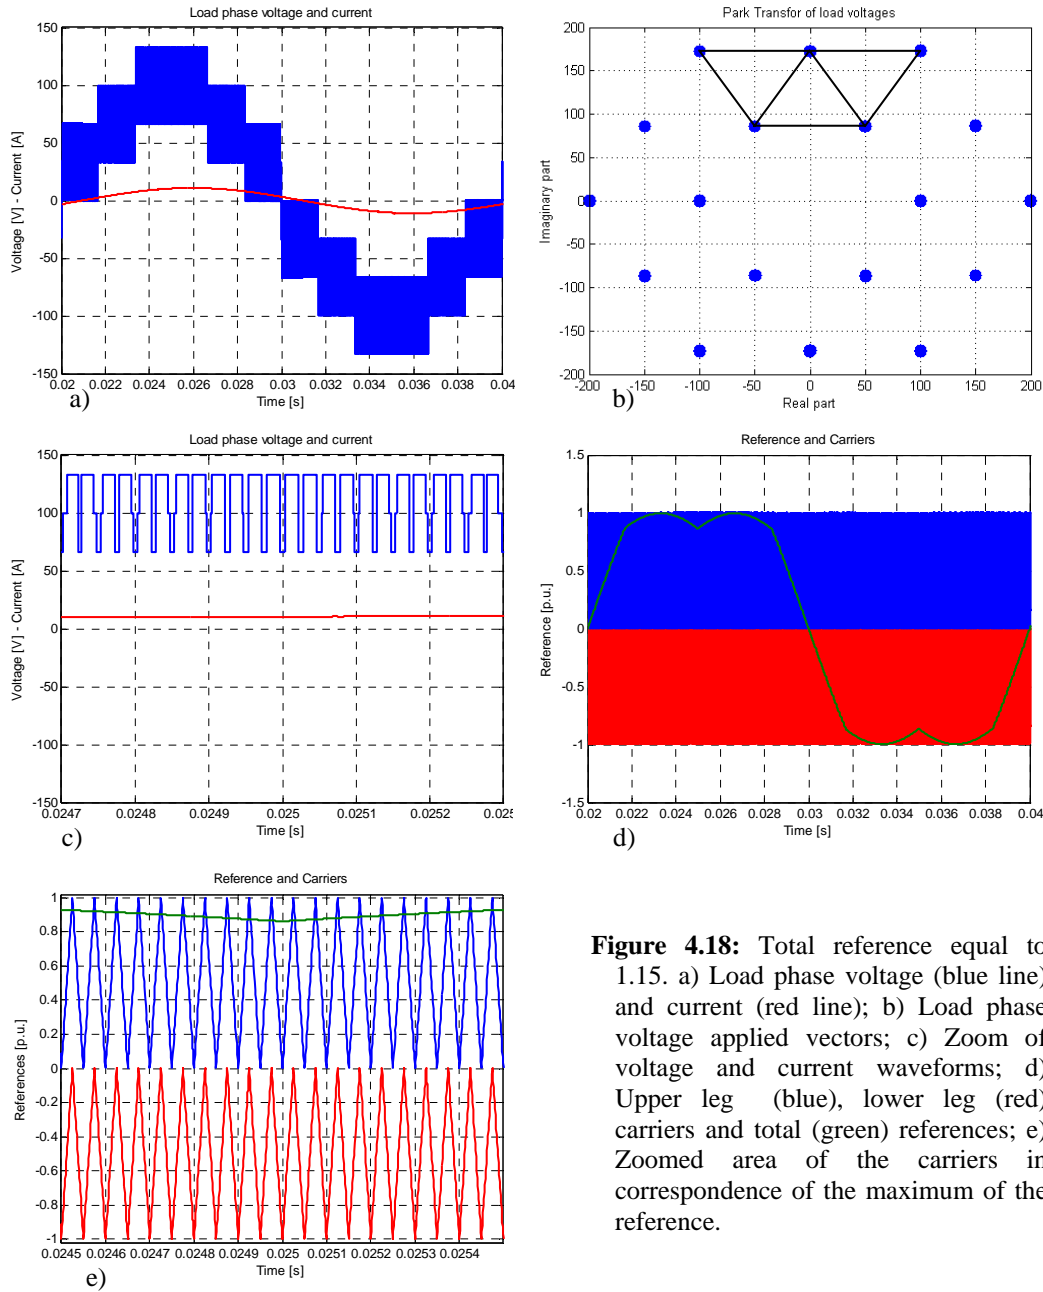 Load phase voltage and current
150
100
50
0
-50
-100
-150
Voltage [V] - Current [A]
0.02 0.022 0.024 0.026 0.028 0.03 0.032 0.034 0.036 0.038 0.04
Time [s]
a)
Park Transfor of load voltages
200
150
100
50
0
-50
-100
-150
-200
Imaginary part
-200 -150 -100 -50 0 50 100 150 200
Real part
b)
Load phase voltage and current
150
100
50
0
-50
-100
-150
Voltage [V] - Current [A]
0.0247 0.0248 0.0249 0.025 0.0251 0.0252 0.025
Time [s]
c)
Reference and Carriers
1.5
1
0.5
0
-0.5
-1
-1.5
Reference [p.u.]
0.02 0.022 0.024 0.026 0.028 0.03 0.032 0.034 0.036 0.038 0.04
Time [s]
d)
Reference and Carriers
1
0.8
0.6
0.4
0.2
0
-0.2
-0.4
-0.6
-0.8
-1
References [p.u.]
0.0245 0.0246 0.0247 0.0248 0.0249 0.025 0.0251 0.0252 0.0253 0.0254
Time [s]
e)
Figure 4.18: Total reference equal to
1.15. a) Load phase voltage (blue line)
and current (red line); b) Load phase
voltage applied vectors; c) Zoom of
voltage and current waveforms; d)
Upper leg (blue), lower leg (red)
carriers and total (green) references; e)
Zoomed area of the carriers in
correspondence of the maximum of the
reference.